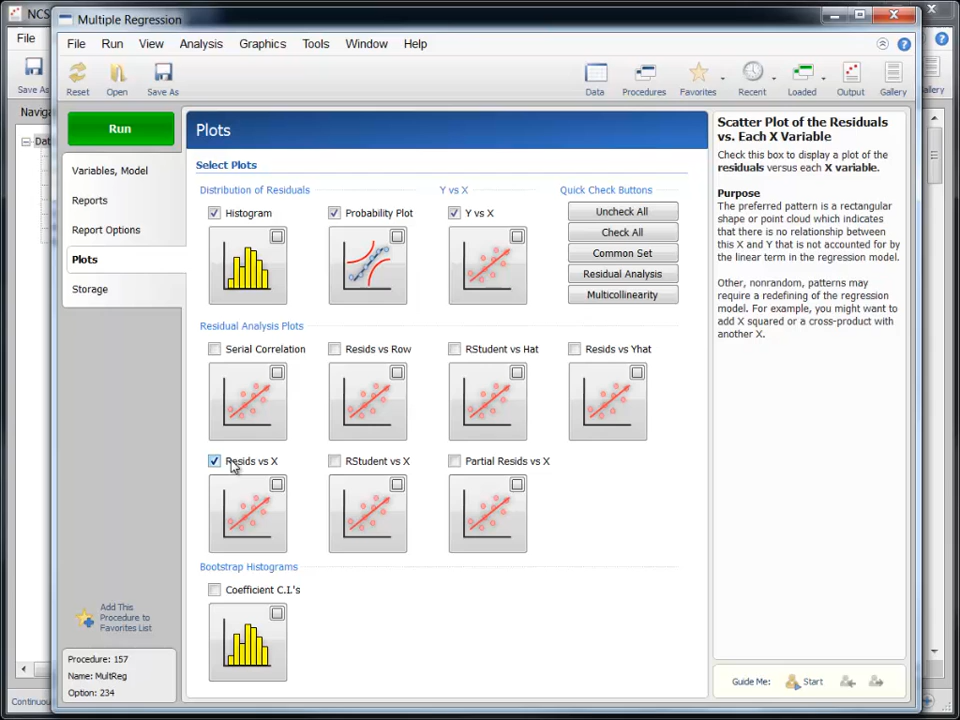 NCS
Multiple Regression
X
File
File Run View Analysis Graphics Tools Window Help
Save As
Reset Open Save As Data Procedures Favorites Recent Loaded Output Gallery
Naviga
Dat
Run
Variables, Model
Reports
Report Options
Plots
Storage
Add This
Procedure to
Favorites List
Procedure: 157
Name: MultReg
Option: 234
Continuou
Plots
Select Plots
Distribution of Residuals Y vs X Quick Check Buttons
Histogram Probability Plot Y vs X
Uncheck All
Check All
Common Set
Residual Analysis
Multicollinearity
Residual Analysis Plots
Serial Correlation Resids vs Row RStudent vs Hat Resids vs Yhat
Resids vs X RStudent vs X Partial Resids vs X
Bootstrap Histograms
Coefficient C.I.'s
Scatter Plot of the Residuals
vs. Each X Variable
Check this box to display a plot of the
residuals versus each X variable.
Purpose
The preferred pattern is a rectangular
shape or point cloud which indicates
that there is no relationship between
this X and Y that is not accounted for by
the linear term in the regression model.
Other, nonrandom, patterns may
require a redefining of the regression
model. For example, you might want to
add X squared or a cross-product with
another X.
Guide Me: Start
allery